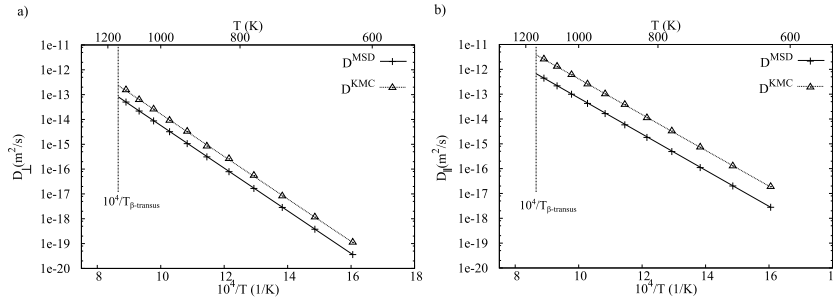 a)
T (K)
1200 1000 800 600
1e-11
1e-12
1e-13
1e-14
1e-15
1e-16
1e-17
1e-18
1e-19
1e-20
D⊥(m²/s)
D^MSD
D^KMC
10⁴/Tβ-transus
8 10 12 14 16 18
10⁴/T (1/K)
b)
T (K)
1200 1000 800 600
1e-11
1e-12
1e-13
1e-14
1e-15
1e-16
1e-17
1e-18
1e-19
1e-20
D∥(m²/s)
D^MSD
D^KMC
10⁴/Tβ-transus
8 10 12 14 16 18
10⁴/T (1/K)